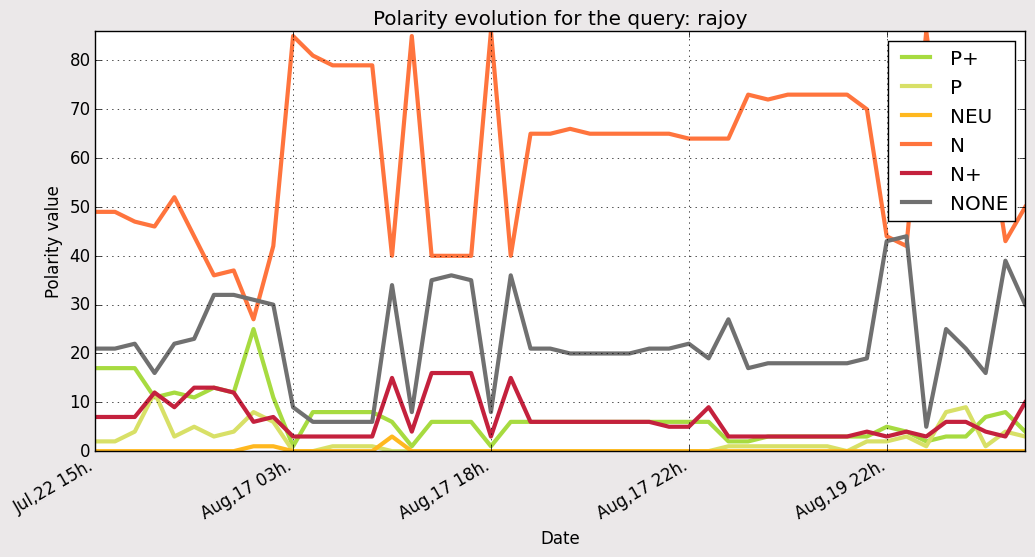 Polarity evolution for the query: rajoy
Polarity value
80
70
60
50
40
30
20
10
0
P+
P
NEU
N
N+
NONE
Jul,22 15h.
Aug,17 03h.
Aug,17 18h.
Aug,17 22h.
Aug,19 22h.
Date